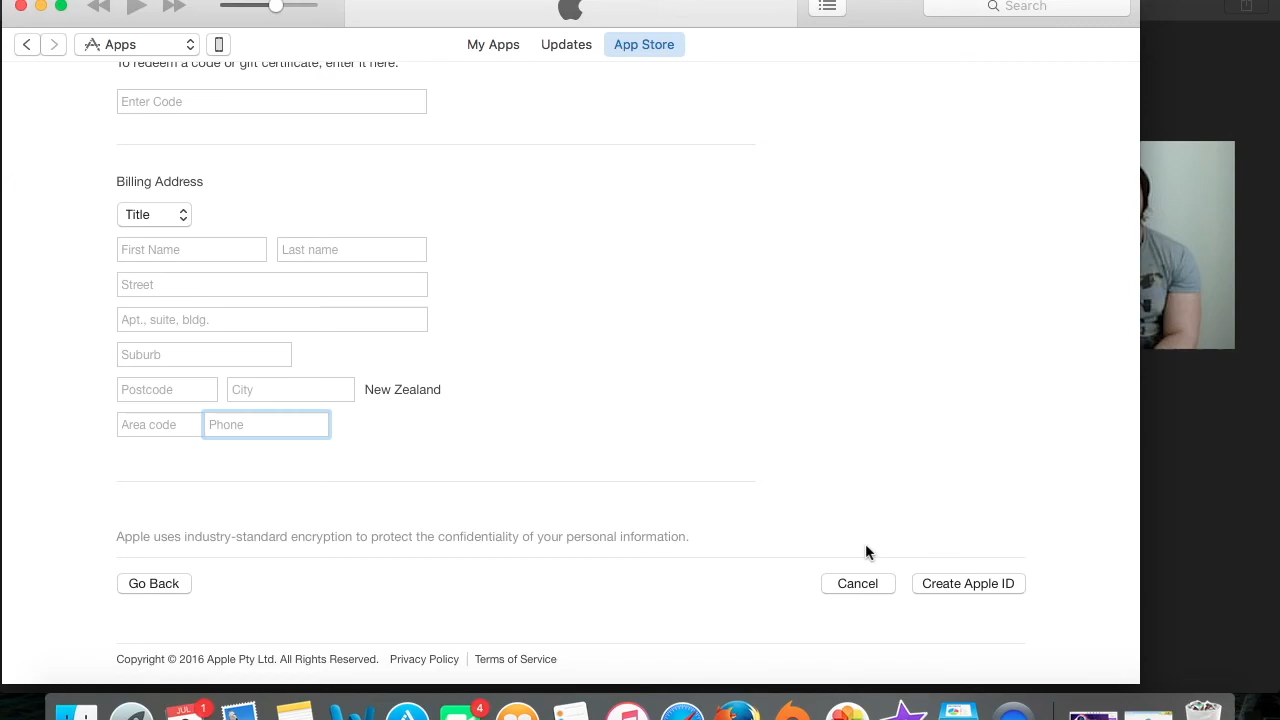 Search
Apps
My Apps
Updates
App Store
To redeem a code or gift certificate, enter it here.
Enter Code
Billing Address
Title
First Name
Last name
Street
Apt., suite, bldg.
Suburb
Postcode
City
New Zealand
Area code
Phone
Apple uses industry-standard encryption to protect the confidentiality of your personal information.
Go Back
Cancel
Create Apple ID
Copyright © 2016 Apple Pty Ltd. All Rights Reserved.
Privacy Policy
Terms of Service
JUL 1
4